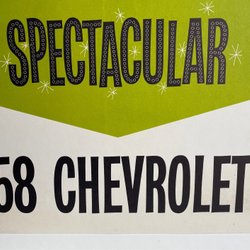 SPECTACULAR
58 CHEVROLET